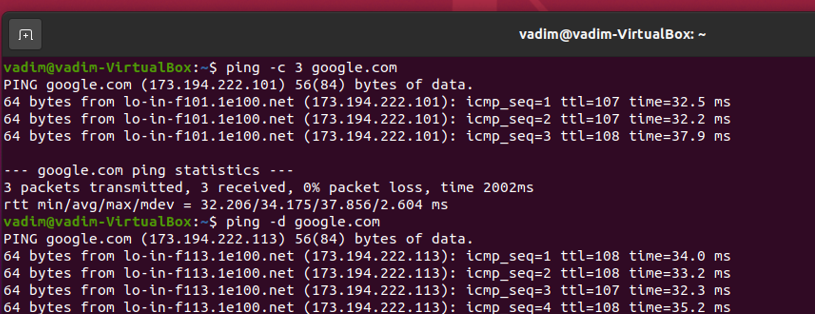 vadim@vadim-VirtualBox: ~
vadim@vadim-VirtualBox:~$ ping -c 3 google.com
PING google.com (173.194.222.101) 56(84) bytes of data.
64 bytes from lo-in-f101.1e100.net (173.194.222.101): icmp_seq=1 ttl=107 time=32.5 ms
64 bytes from lo-in-f101.1e100.net (173.194.222.101): icmp_seq=2 ttl=107 time=32.2 ms
64 bytes from lo-in-f101.1e100.net (173.194.222.101): icmp_seq=3 ttl=108 time=37.9 ms
--- google.com ping statistics ---
3 packets transmitted, 3 received, 0% packet loss, time 2002ms
rtt min/avg/max/mdev = 32.206/34.175/37.856/2.604 ms
vadim@vadim-VirtualBox:~$ ping -d google.com
PING google.com (173.194.222.113) 56(84) bytes of data.
64 bytes from lo-in-f113.1e100.net (173.194.222.113): icmp_seq=1 ttl=108 time=34.0 ms
64 bytes from lo-in-f113.1e100.net (173.194.222.113): icmp_seq=2 ttl=108 time=33.2 ms
64 bytes from lo-in-f113.1e100.net (173.194.222.113): icmp_seq=3 ttl=107 time=32.3 ms
64 bytes from lo-in-f113.1e100.net (173.194.222.113): icmp_seq=4 ttl=108 time=35.2 ms